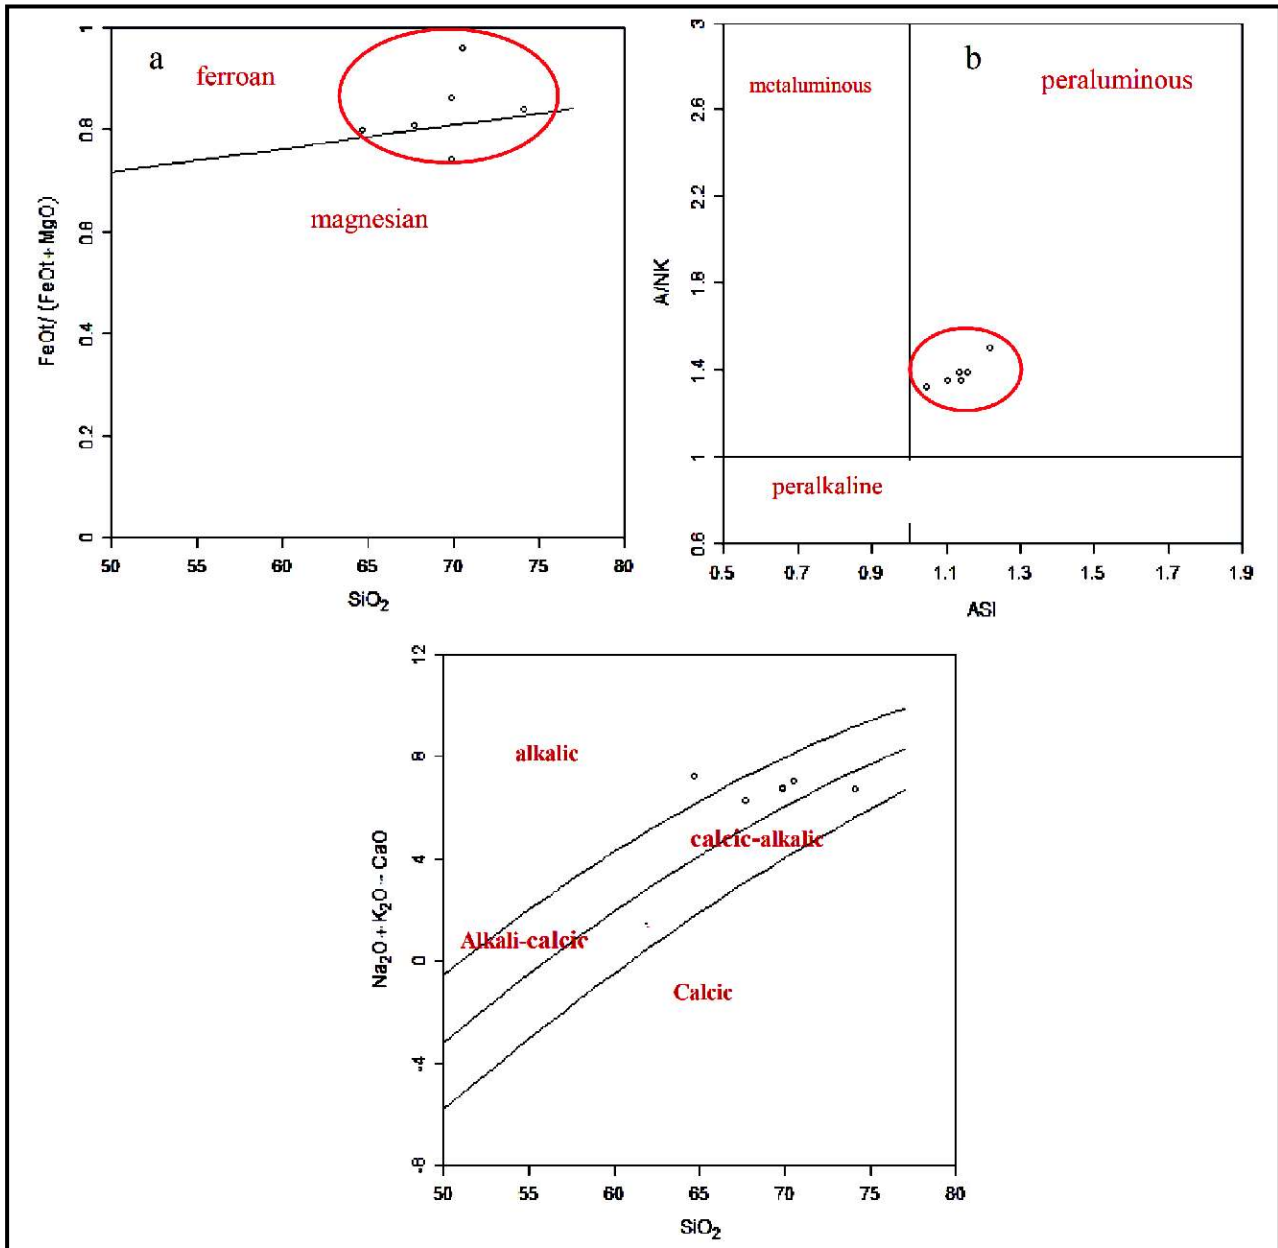 a
ferroan
magnesian
FeOt/ (FeOt + MgO)
1
0.8
0.6
0.4
0.2
0
50 55 60 65 70 75 80
SiO₂
b
metaluminous
peraluminous
peralkaline
A/NK
3
2.6
2.2
1.8
1.4
1
0.6
0.5 0.7 0.9 1.1 1.3 1.5 1.7 1.9
ASI
alkalic
calcic-alkalic
Alkali-calcic
Calcic
Na₂O + K₂O - CaO
12
8
4
0
-4
-8
50 55 60 65 70 75 80
SiO₂